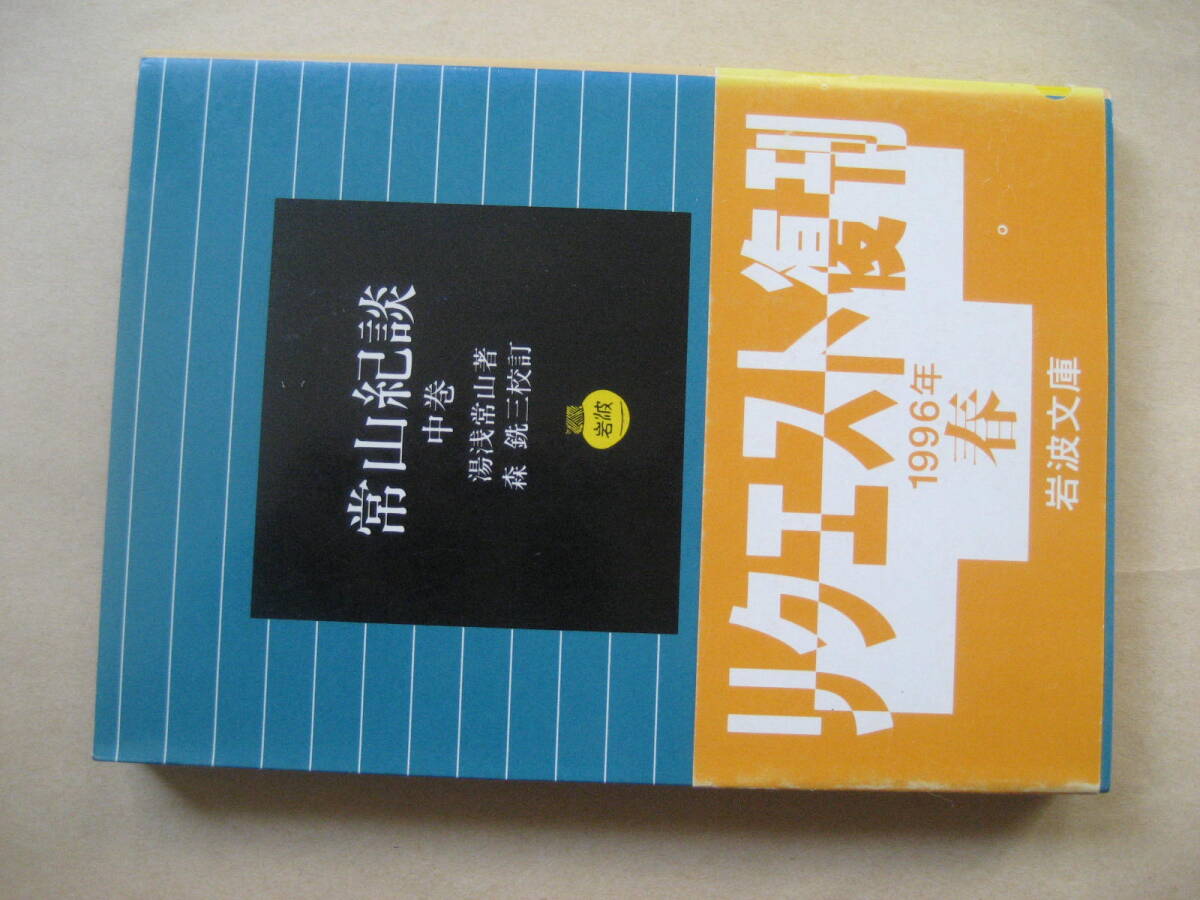 常山紀談
中巻
湯浅常山著
森 銑三校訂
岩波
リクエスト復刊
1996年
春
。
岩波文庫